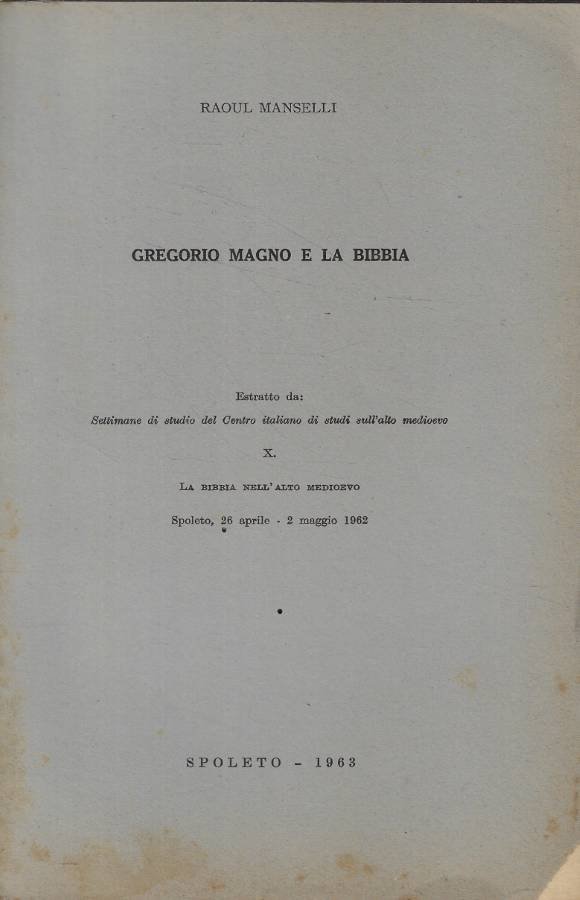 RAOUL MANSELLI
GREGORIO MAGNO E LA BIBBIA
Estratto da:
Settimane di studio del Centro italiano di studi sull'alto medioevo
X.
LA BIBBIA NELL'ALTO MEDIOEVO
Spoleto, 26 aprile - 2 maggio 1962
SPOLETO - 1963